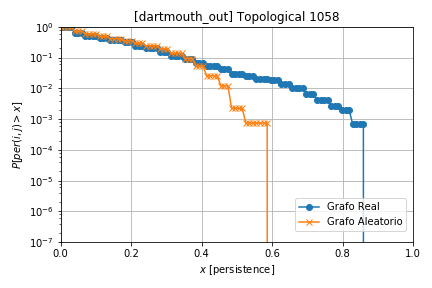 [dartmouth_out] Topological 1058
P[per(i, j) > x]
10^0
10^-1
10^-2
10^-3
10^-4
10^-5
10^-6
10^-7
Grafo Real
Grafo Aleatorio
0.0 0.2 0.4 0.6 0.8 1.0
x [persistence]